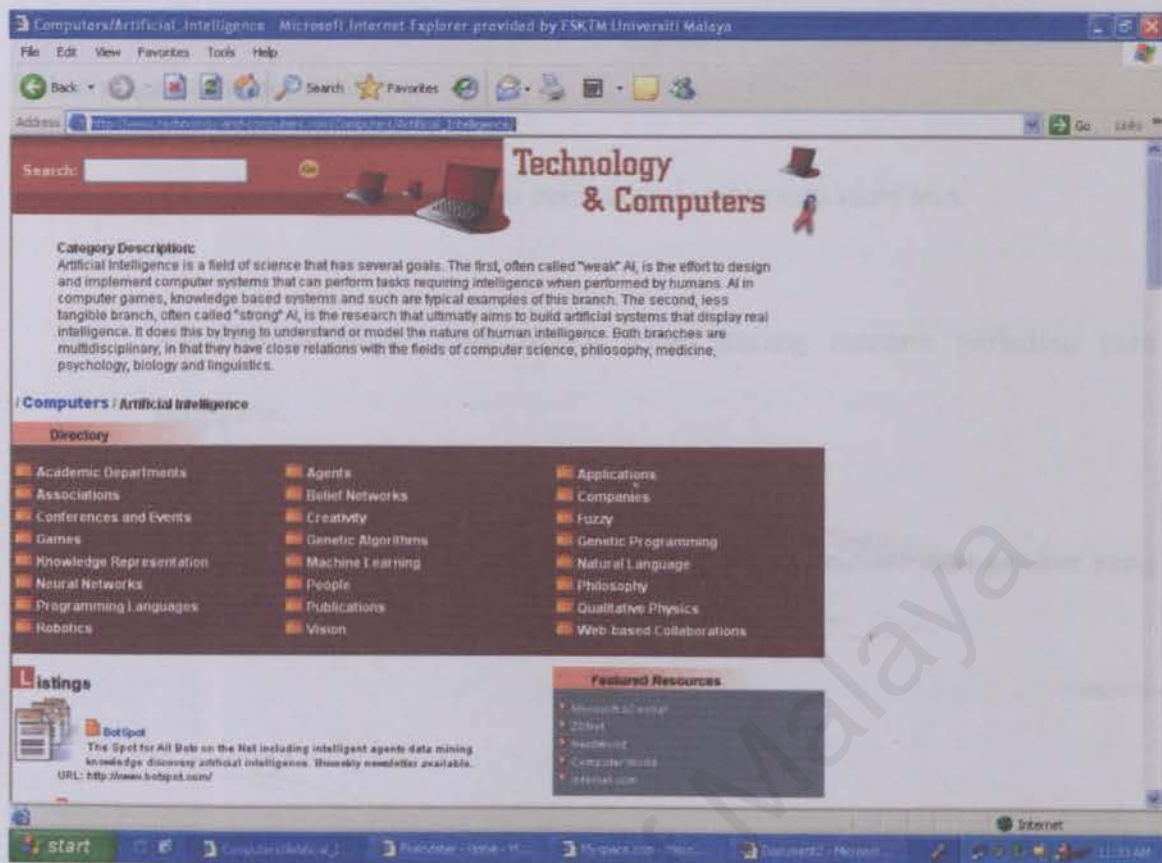 Computers/Artificial_Intelligence - Microsoft Internet Explorer provided by FSKTM Universiti Malaya
File Edit View Favorites Tools Help
Back Search Favorites
Address Go Links
Search: Go
Technology
& Computers
Category Description:
Artificial Intelligence is a field of science that has several goals. The first, often called "weak" AI, is the effort to design
and implement computer systems that can perform tasks requiring intelligence when performed by humans. AI in
computer games, knowledge based systems and such are typical examples of this branch. The second, less
tangible branch, often called "strong" AI, is the research that ultimatly aims to build artificial systems that display real
intelligence. It does this by trying to understand or model the nature of human intelligence. Both branches are
multidisciplinary, in that they have close relations with the fields of computer science, philosophy, medicine,
psychology, biology and linguistics.
/ Computers / Artificial Intelligence
Directory
Academic Departments Agents Applications
Associations Belief Networks Companies
Conferences and Events Creativity Fuzzy
Games Genetic Algorithms Genetic Programming
Knowledge Representation Machine Learning Natural Language
Neural Networks People Philosophy
Programming Languages Publications Qualitative Physics
Robotics Vision Web-based Collaborations
Listings
BotSpot
The Spot for All Bots on the Net including intelligent agents data mining
knowledge discovery artificial intelligence. Biweekly newsletter available.
URL: http://www.botspot.com/
Featured Resources
ZDNet
Computer World
internet.com
Internet
start 11:33 AM
Malaya